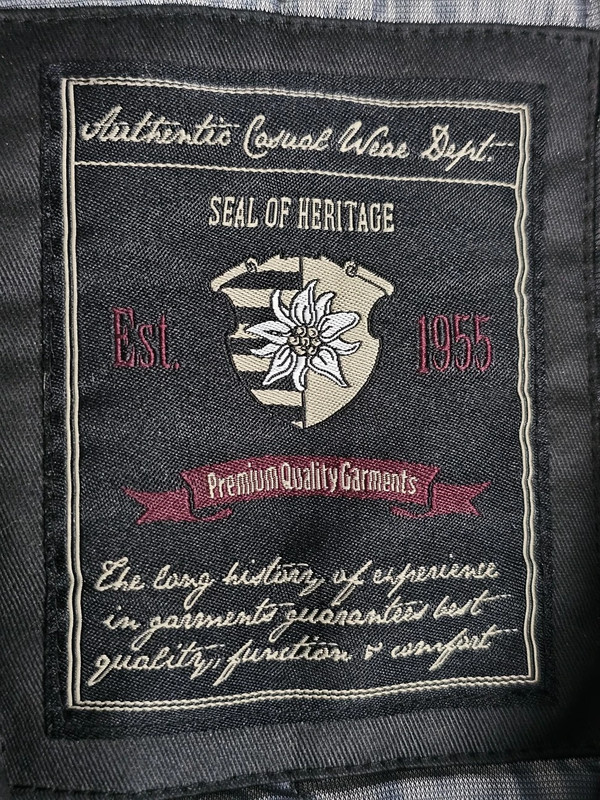 Authentic Casual Wear Dept.
SEAL OF HERITAGE
Est. 1955
Premium Quality Garments
The long history of experience
in garments guarantees best
quality, function & comfort